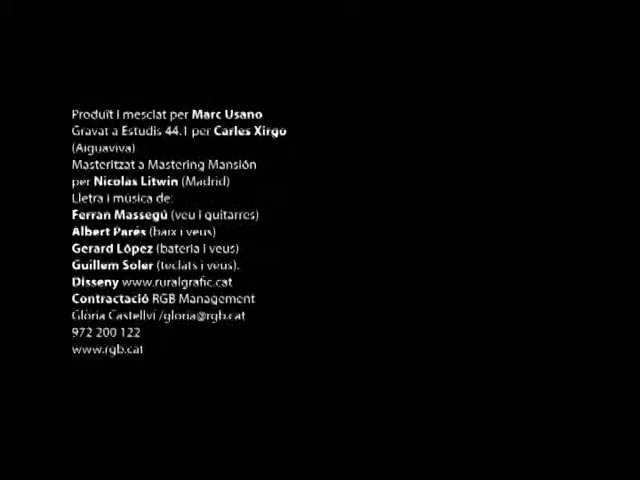 Produït i mesclat per Marc Usano
Gravat a Estudis 44.1 per Carles Xirgo
(Aiguaviva)
Masteritzat a Mastering Mansión
per Nicolas Litwin (Madrid)
Lletra i música de:
Ferran Massegú (veu i guitarres)
Albert Parés (baix i veus)
Gerard López (bateria i veus)
Guillem Soler (teclats i veus).
Disseny www.ruralgrafic.cat
Contractació RGB Management
Glòria Castellví /gloria@rgb.cat
972 200 122
www.rgb.cat